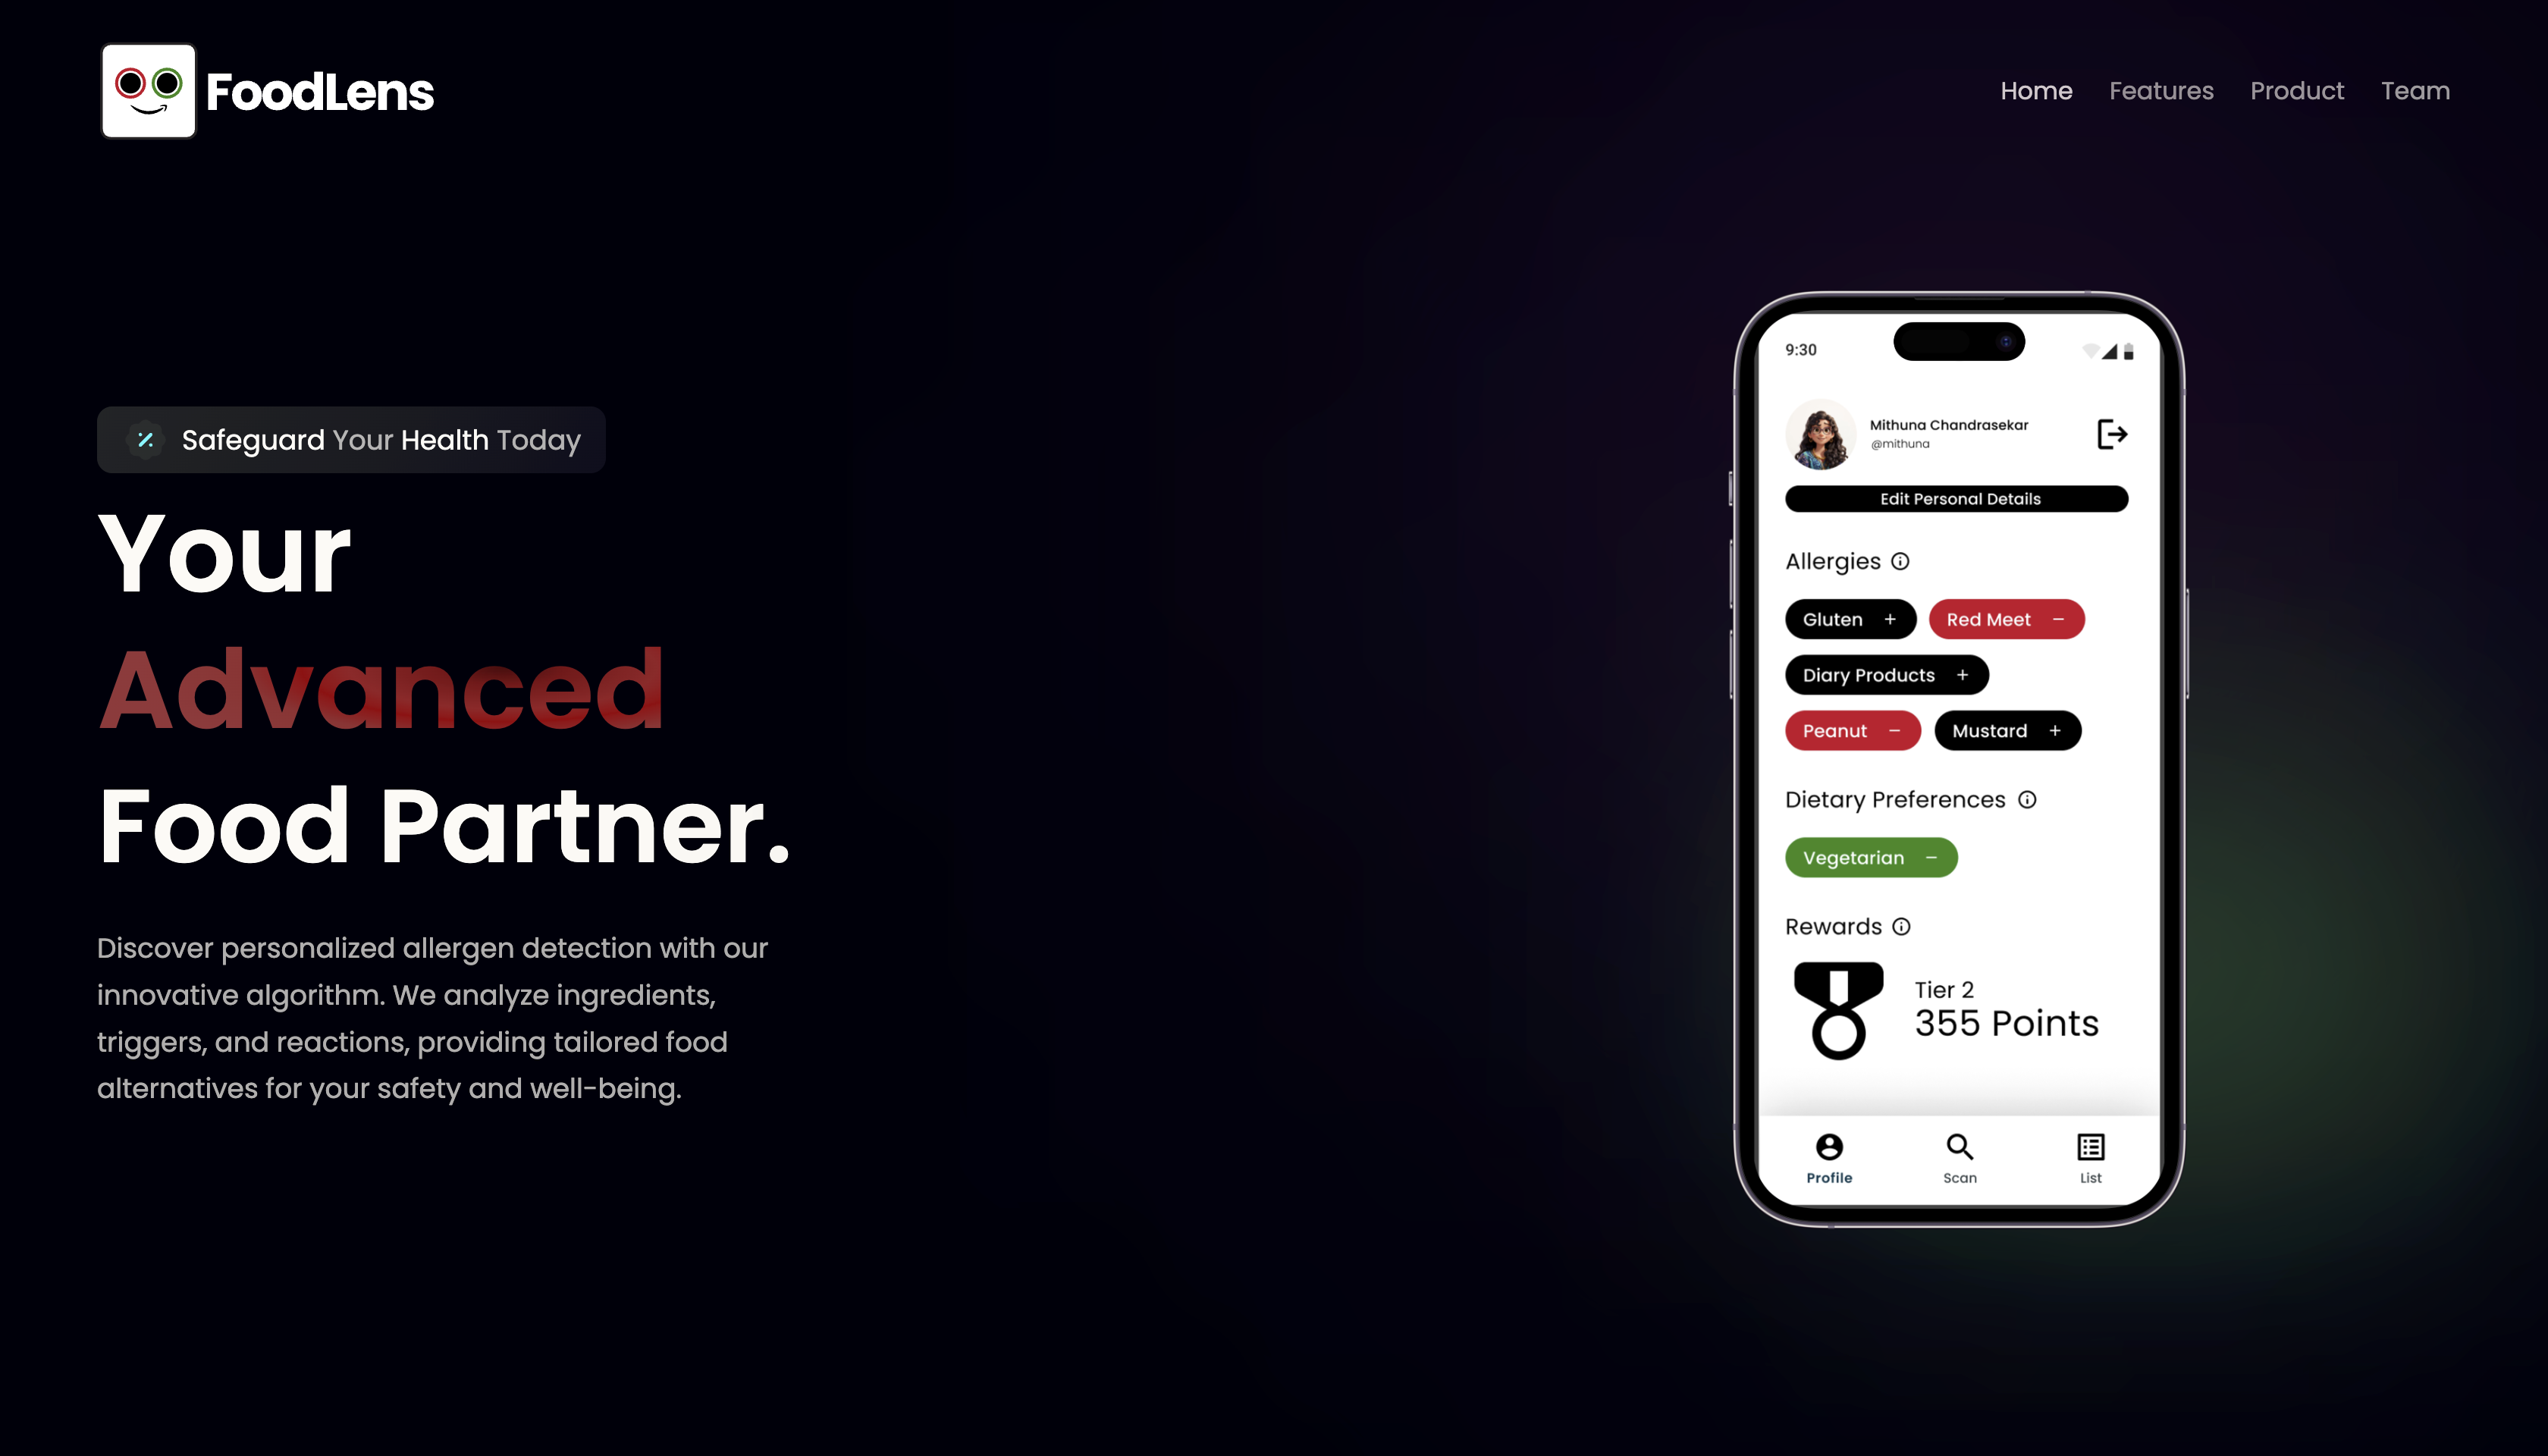 FoodLens
Home Features Product Team
Safeguard Your Health Today
Your
Advanced
Food Partner.
Discover personalized allergen detection with our
innovative algorithm. We analyze ingredients,
triggers, and reactions, providing tailored food
alternatives for your safety and well-being.
9:30
Mithuna Chandrasekar
@mithuna
Edit Personal Details
Allergies
Gluten + Red Meet −
Diary Products +
Peanut − Mustard +
Dietary Preferences
Vegetarian −
Rewards
Tier 2
355 Points
Profile Scan List